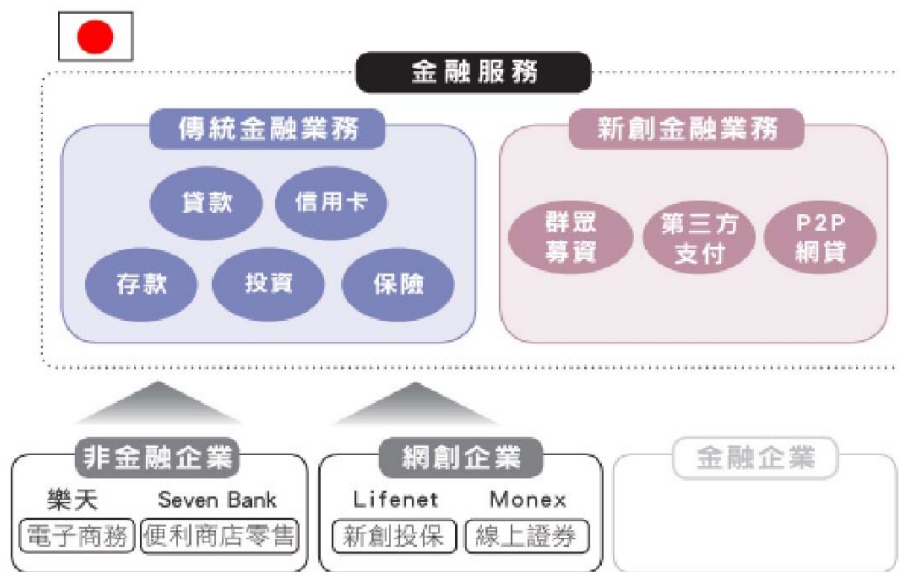 金融服務
傳統金融業務
新創金融業務
貸款
信用卡
存款
投資
保險
群眾
募資
第三方
支付
P2P
網貸
非金融企業
樂天
Seven Bank
電子商務
便利商店零售
網創企業
Lifenet
Monex
新創投保
線上證券
金融企業